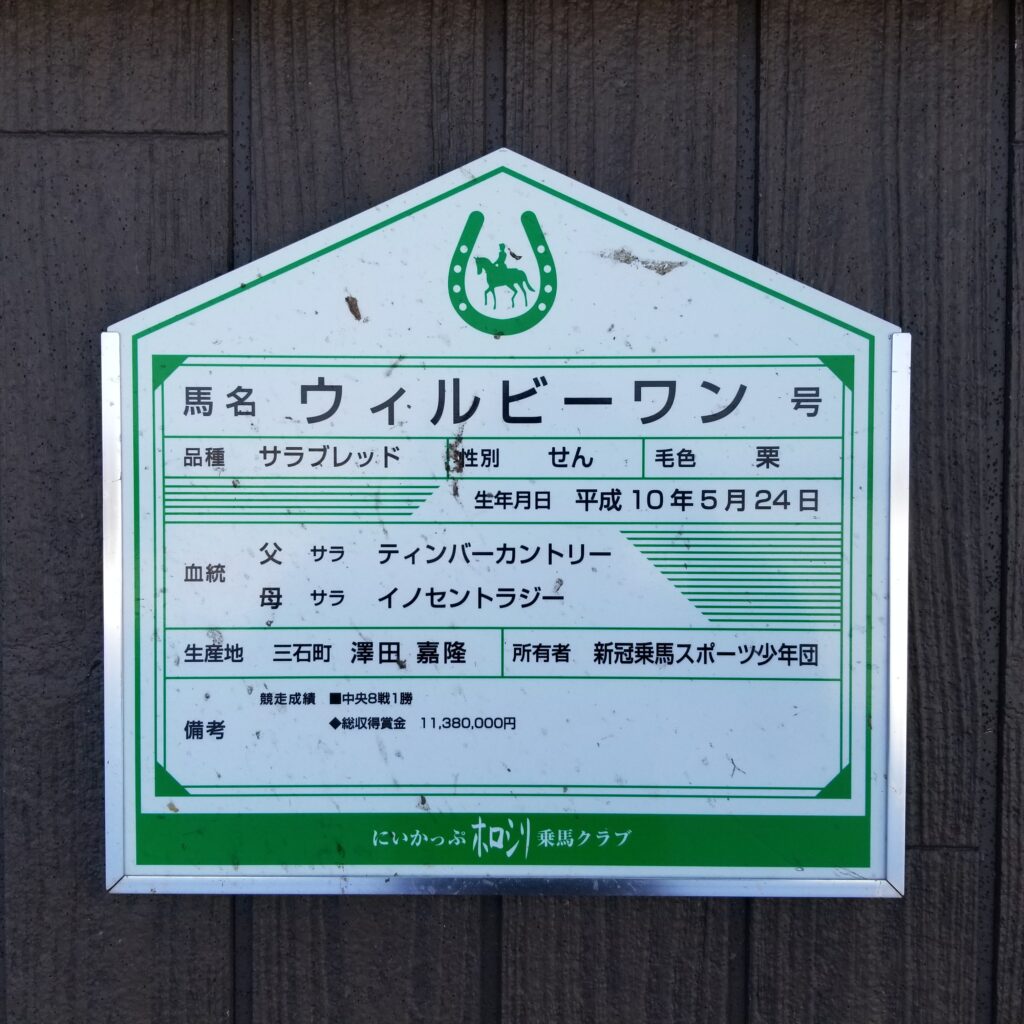 馬名 ウィルビーワン 号
品種 サラブレッド 性別 せん 毛色 栗
生年月日 平成10年5月24日
血統 父 サラ ティンバーカントリー
母 サラ イノセントラジー
生産地 三石町 澤田 嘉隆 所有者 新冠乗馬スポーツ少年団
備考 競走成績 ■中央8戦1勝
◆総収得賞金 11,380,000円
にいかっぷホロシリ乗馬クラブ